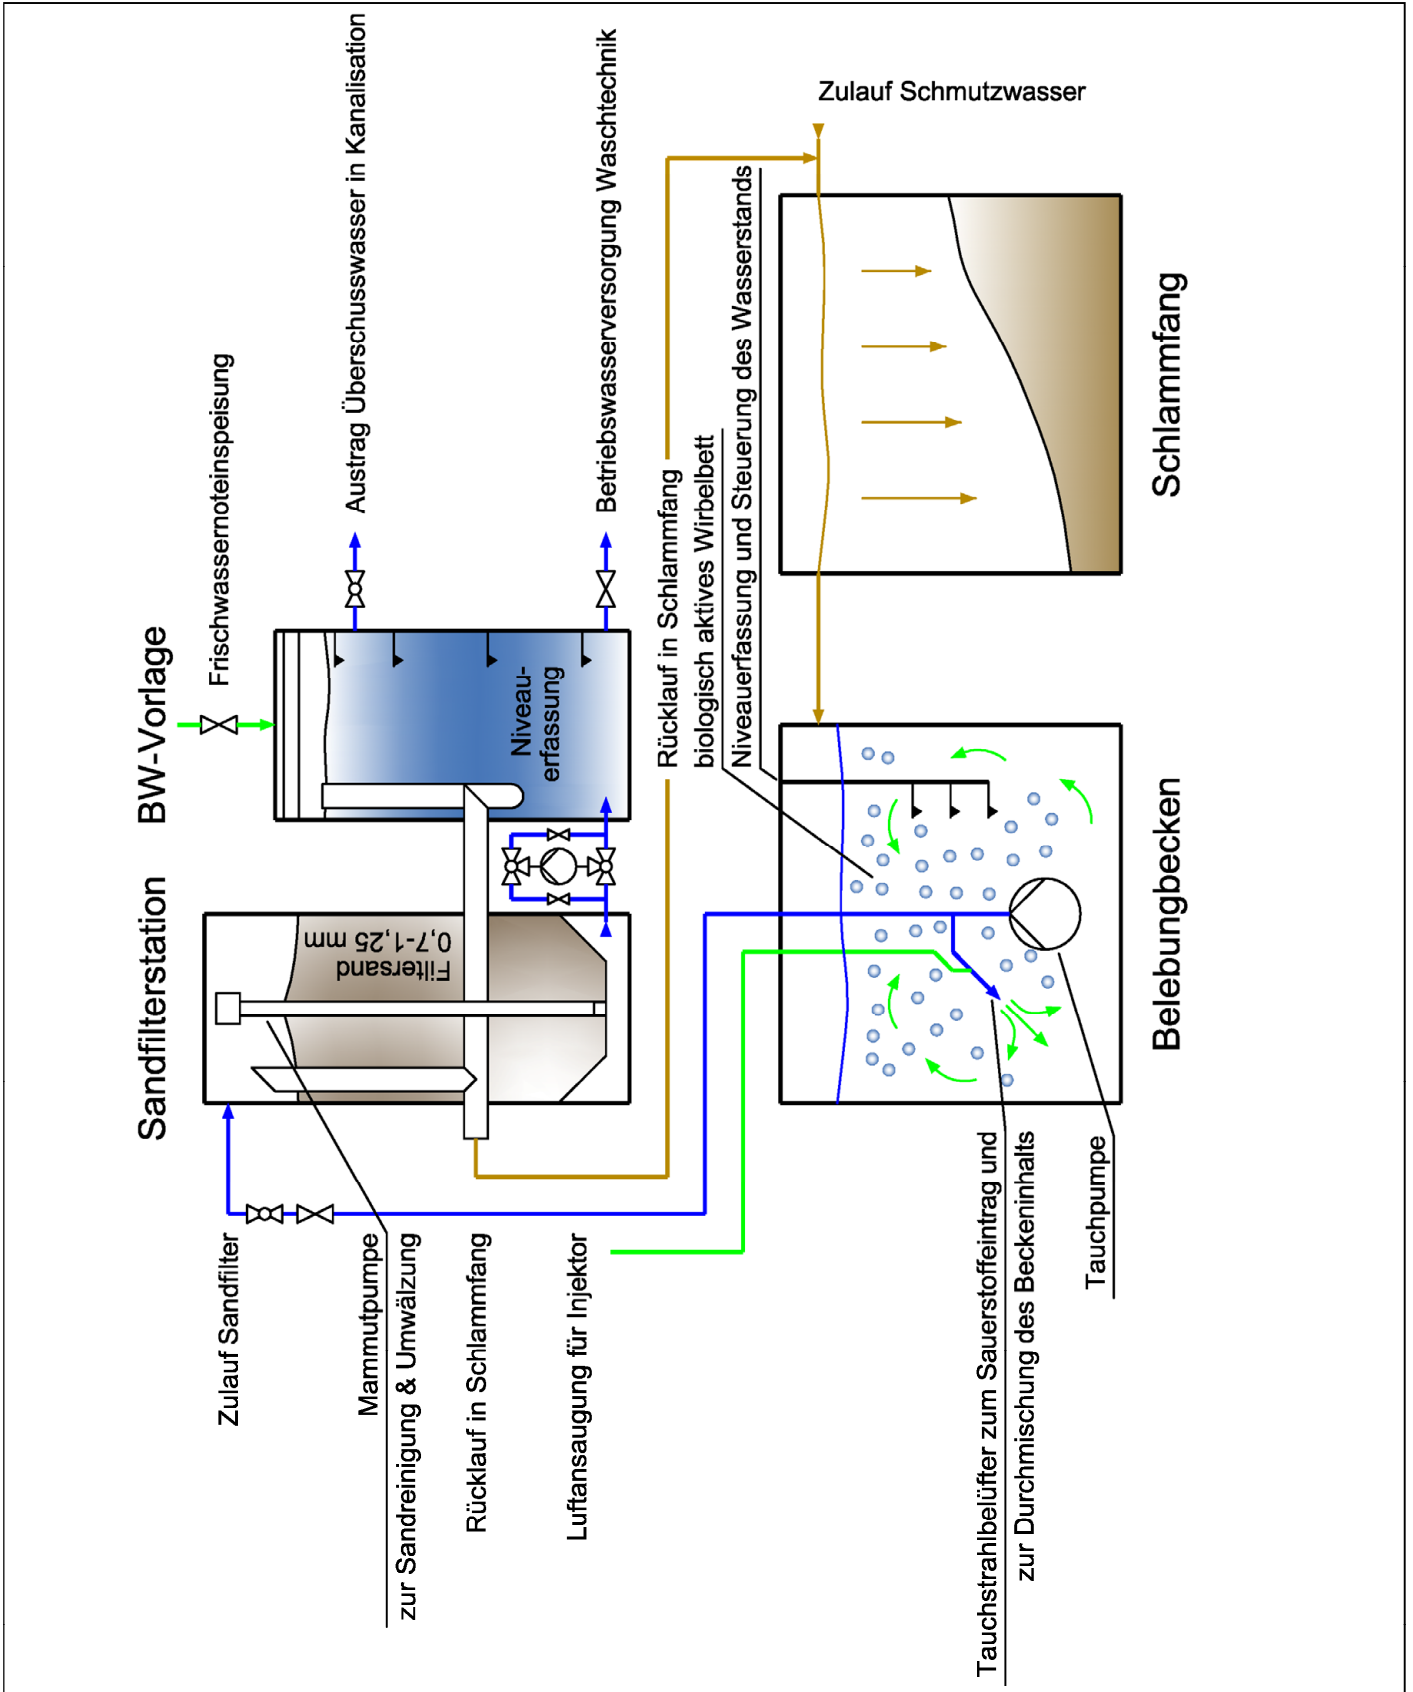 Zulauf Schmutzwasser
Sandfilterstation
BW-Vorlage
Frischwassernoteinspeisung
Austrag Überschusswasser in Kanalisation
Betriebswasserversorgung Waschtechnik
Niveau-
erfassung
Filtersand
0,7-1,25 mm
Zulauf Sandfilter
Mammutpumpe
zur Sandreinigung & Umwälzung
Rücklauf in Schlammfang
Luftansaugung für Injektor
Rücklauf in Schlammfang
biologisch aktives Wirbelbett
Niveauerfassung und Steuerung des Wasserstands
Tauchstrahlbelüfter zum Sauerstoffeintrag und
zur Durchmischung des Beckeninhalts
Tauchpumpe
Belebungbecken
Schlammfang